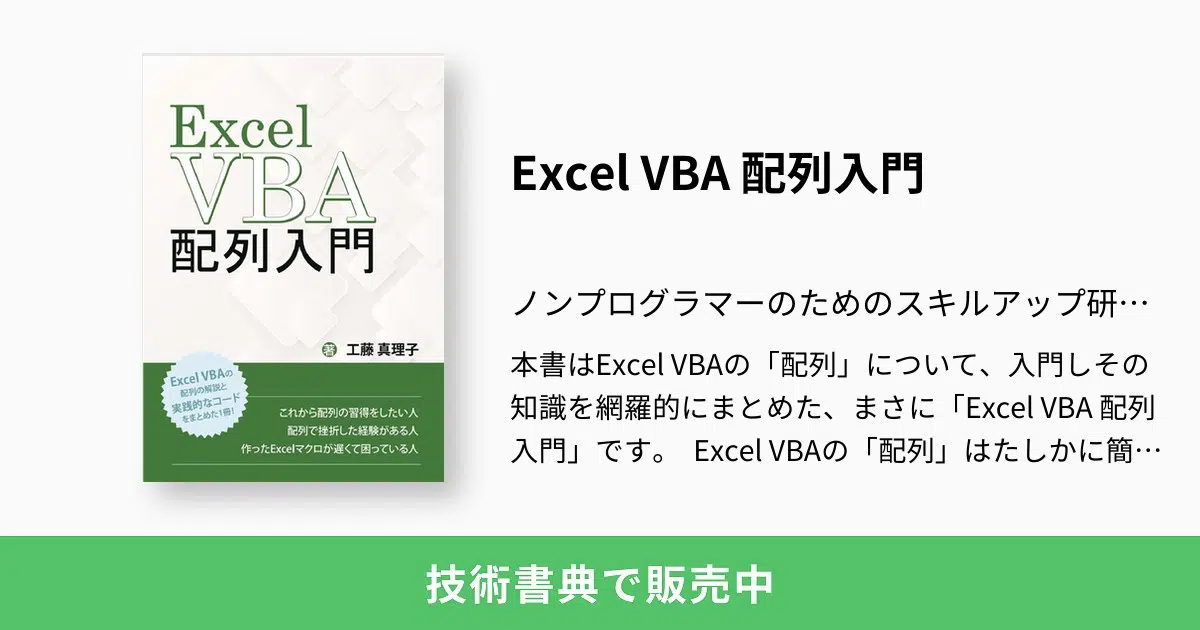 Excel
VBA
配列入門
著 工藤 真理子
Excel VBAの
配列の解説と
実践的なコード
をまとめた1冊!
これから配列の習得をしたい人
配列で挫折した経験がある人
作ったExcelマクロが遅くて困っている人
Excel VBA 配列入門
ノンプログラマーのためのスキルアップ研…
本書はExcel VBAの「配列」について、入門しその
知識を網羅的にまとめた、まさに「Excel VBA 配列
入門」です。 Excel VBAの「配列」はたしかに簡…
技術書典で販売中